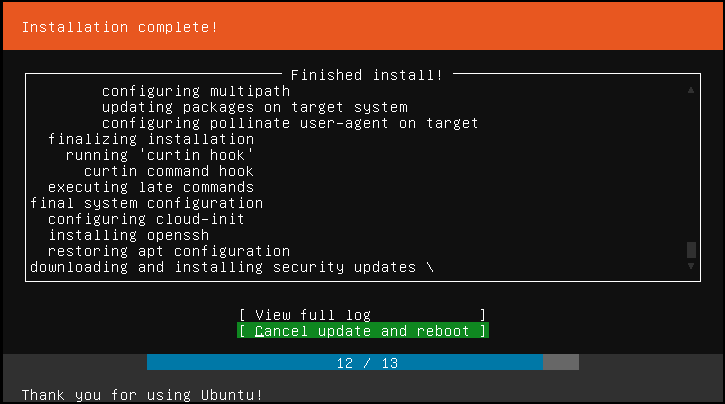 Installation complete!
Finished install!
configuring multipath
updating packages on target system
configuring pollinate user-agent on target
finalizing installation
running 'curtin hook'
curtin command hook
executing late commands
final system configuration
configuring cloud-init
installing openssh
restoring apt configuration
downloading and installing security updates \
[ View full log ]
[ Cancel update and reboot ]
12 / 13
Thank you for using Ubuntu!